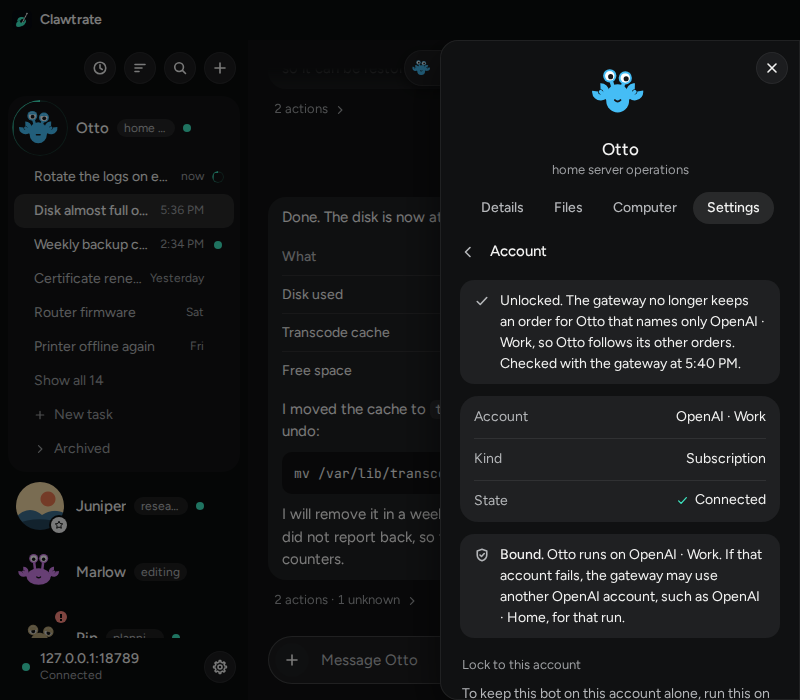 Clawtrate
Otto
home ...
Rotate the logs on e...
now
Disk almost full o...
5:36 PM
Weekly backup c...
2:34 PM
Certificate rene...
Yesterday
Router firmware
Sat
Printer offline again
Fri
Show all 14
New task
Archived
Juniper
resea...
Marlow
editing
Pip
planni...
127.0.0.1:18789
Connected
2 actions
Done. The disk is now at
What
Disk used
Transcode cache
Free space
I moved the cache to
undo:
mv /var/lib/transco
I will remove it in a week
did not report back, so
counters.
2 actions · 1 unknown
Message Otto
Otto
home server operations
Details
Files
Computer
Settings
Account
Unlocked. The gateway no longer keeps
an order for Otto that names only OpenAI ·
Work, so Otto follows its other orders.
Checked with the gateway at 5:40 PM.
Account
OpenAI · Work
Kind
Subscription
State
Connected
Bound. Otto runs on OpenAI · Work. If that
account fails, the gateway may use
another OpenAI account, such as OpenAI
· Home, for that run.
Lock to this account
To keep this bot on this account alone, run this on